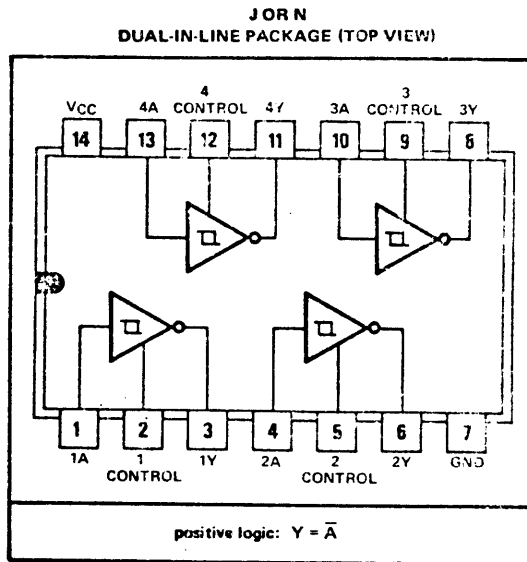 J OR N
DUAL-IN-LINE PACKAGE (TOP VIEW)
4 3
VCC 4A CONTROL 4Y 3A CONTROL 3Y
14 13 12 11 10 9 8
1 2 3 4 5 6 7
1A 1 1Y 2A 2 2Y GND
CONTROL CONTROL
positive logic: Y = A̅